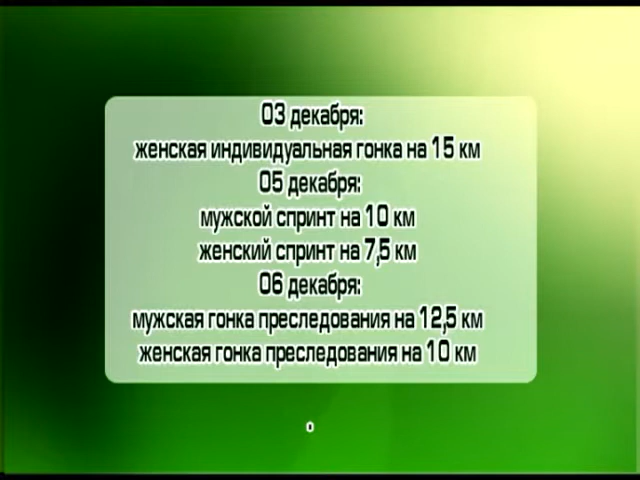 03 декабря:
женская индивидуальная гонка на 15 км
05 декабря:
мужской спринт на 10 км
женский спринт на 7,5 км
06 декабря:
мужская гонка преследования на 12,5 км
женская гонка преследования на 10 км
.